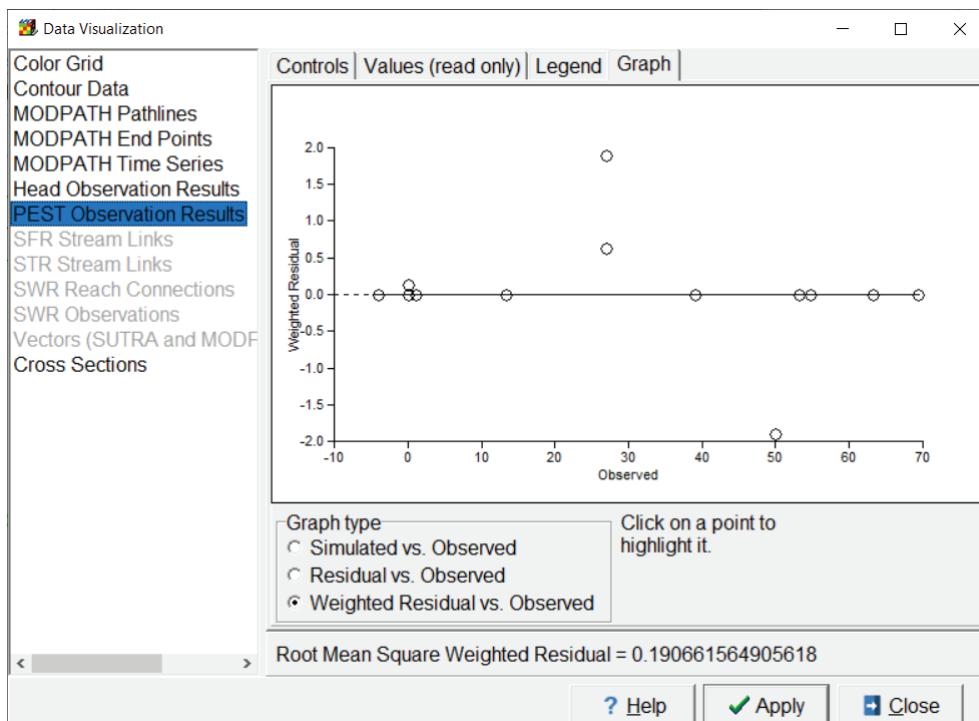 Data Visualization
Color Grid
Contour Data
MODPATH Pathlines
MODPATH End Points
MODPATH Time Series
Head Observation Results
PEST Observation Results
SFR Stream Links
STR Stream Links
SWR Reach Connections
SWR Observations
Vectors (SUTRA and MODF
Cross Sections
Controls Values (read only) Legend Graph
2.0
1.5
1.0
0.5
0.0
-0.5
-1.0
-1.5
-2.0
Weighted Residual
-10 0 10 20 30 40 50 60 70
Observed
Graph type
Simulated vs. Observed
Residual vs. Observed
Weighted Residual vs. Observed
Click on a point to
highlight it.
Root Mean Square Weighted Residual = 0.190661564905618
? Help Apply Close